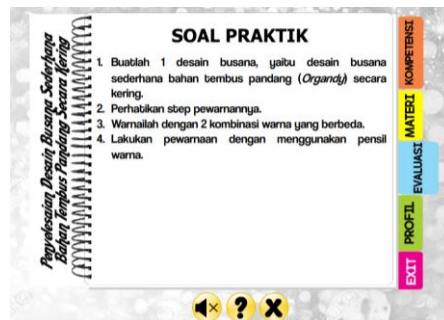 SOAL PRAKTIK
1. Buatlah 1 desain busana, yaitu desain busana
sederhana bahan tembus pandang (Organdy) secara
kering.
2. Perhatikan step pewarnannya.
3. Warnailah dengan 2 kombinasi warna yang berbeda.
4. Lakukan pewarnaan dengan menggunakan pensil
warna.
Penyelesaian Desain Busana Sederhana
Bahan Tembus Pandang Secara Kering
KOMPETENSI
MATERI
EVALUASI
PROFIL
EXIT
?
X